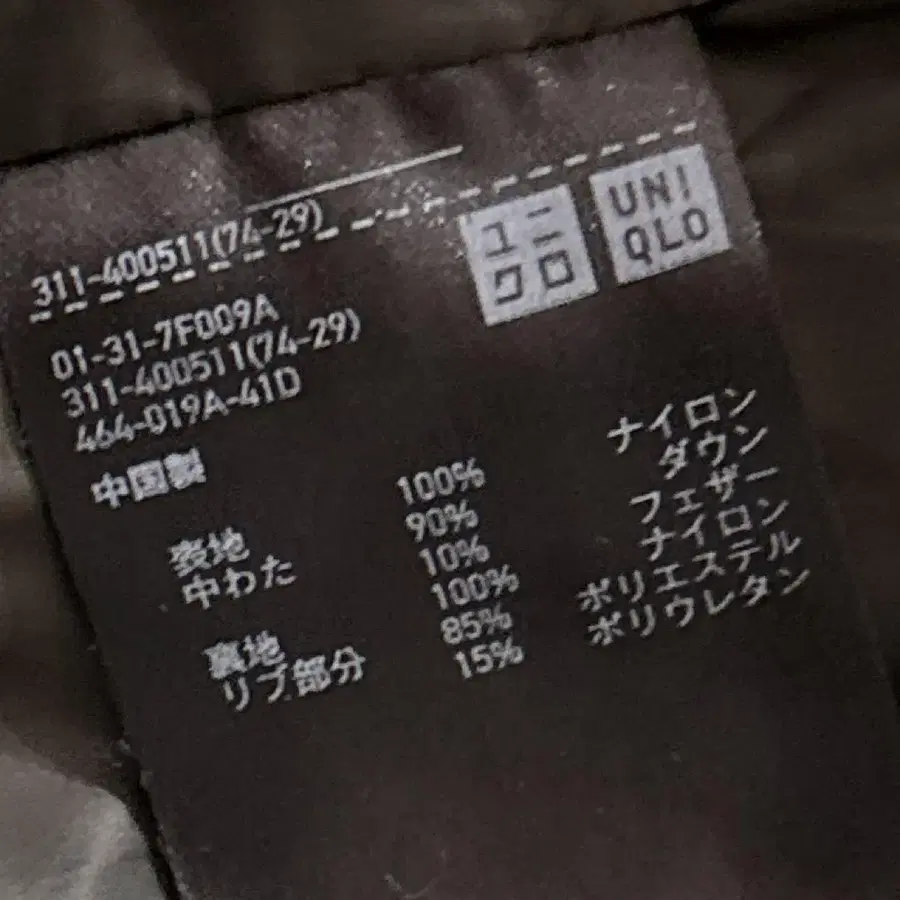 311-400511(74-29)
ユニ
クロ
UNI
QLO
01-31-7F009A
311-400511(74-29)
464-019A-41D
中国製
表地 100% ナイロン
中わた 90% ダウン
10% フェザー
裏地 100% ナイロン
リブ部分 85% ポリエステル
15% ポリウレタン